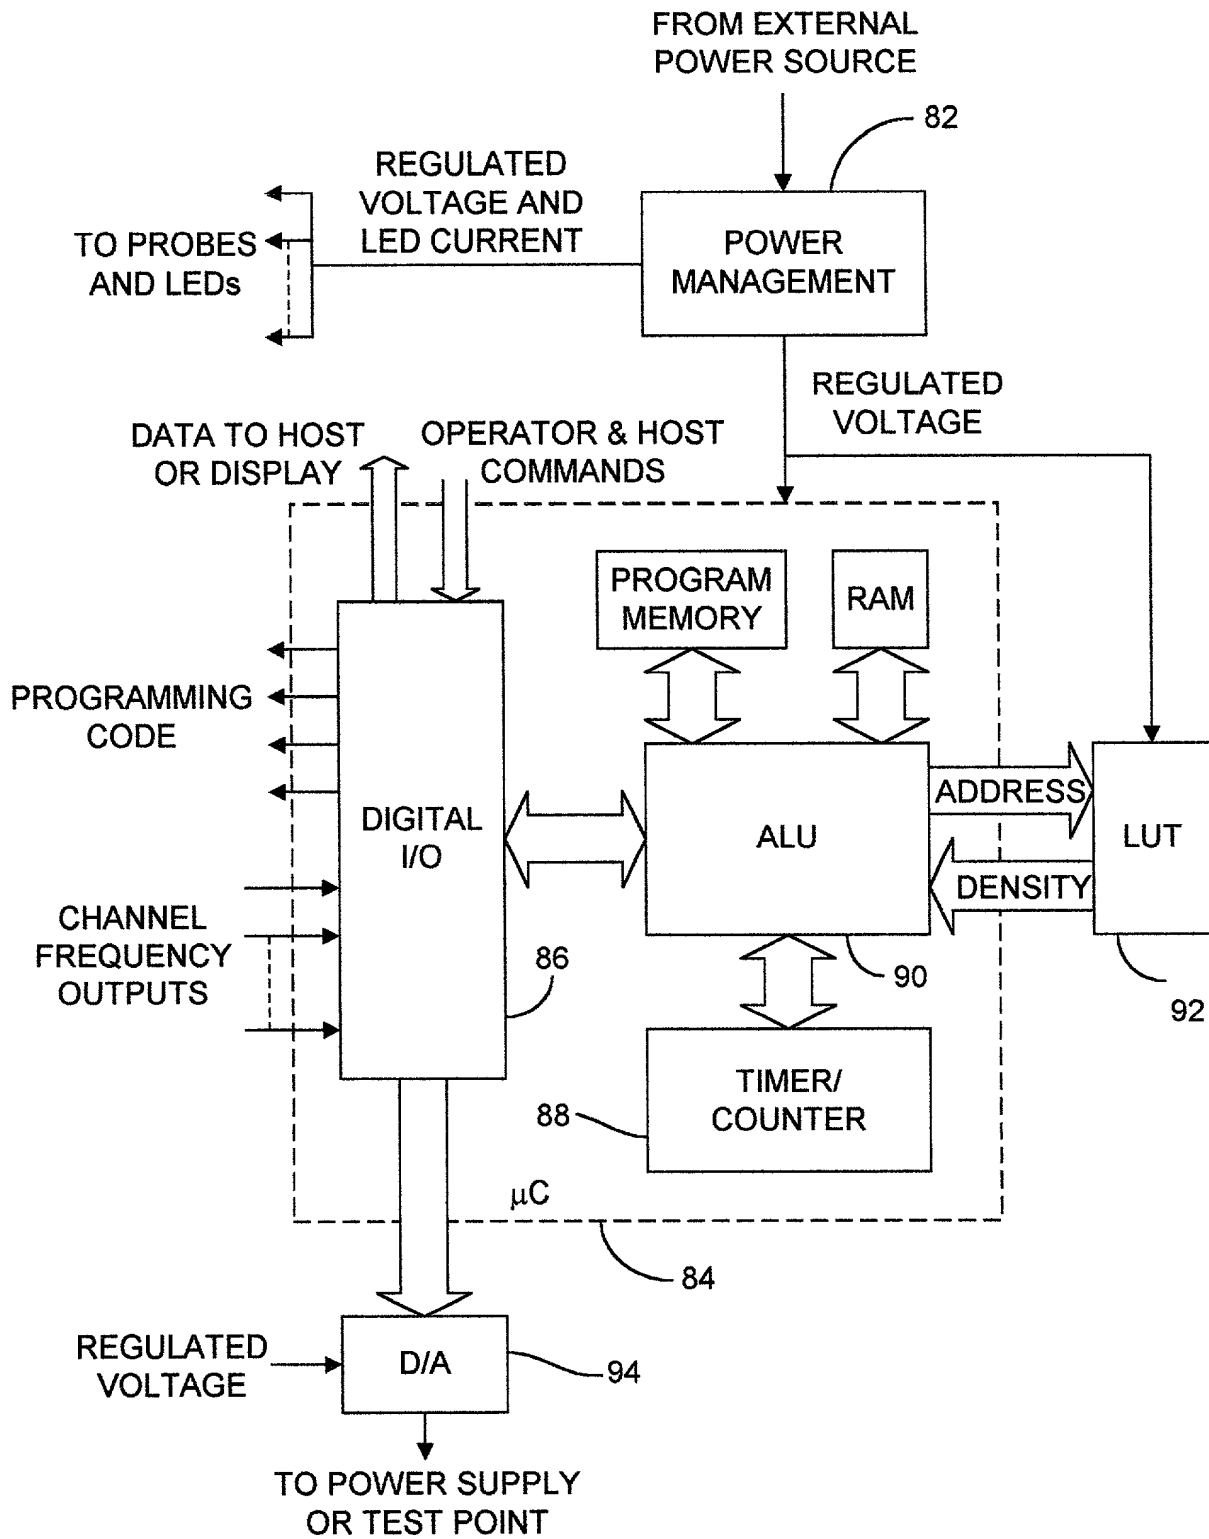 FROM EXTERNAL
POWER SOURCE
82
REGULATED
VOLTAGE AND
LED CURRENT
TO PROBES
AND LEDs
POWER
MANAGEMENT
REGULATED
VOLTAGE
DATA TO HOST
OR DISPLAY
OPERATOR & HOST
COMMANDS
PROGRAM
MEMORY
RAM
PROGRAMMING
CODE
DIGITAL
I/O
ALU
ADDRESS
DENSITY
LUT
CHANNEL
FREQUENCY
OUTPUTS
86
90
92
TIMER/
COUNTER
88
μC
84
REGULATED
VOLTAGE
D/A
94
TO POWER SUPPLY
OR TEST POINT